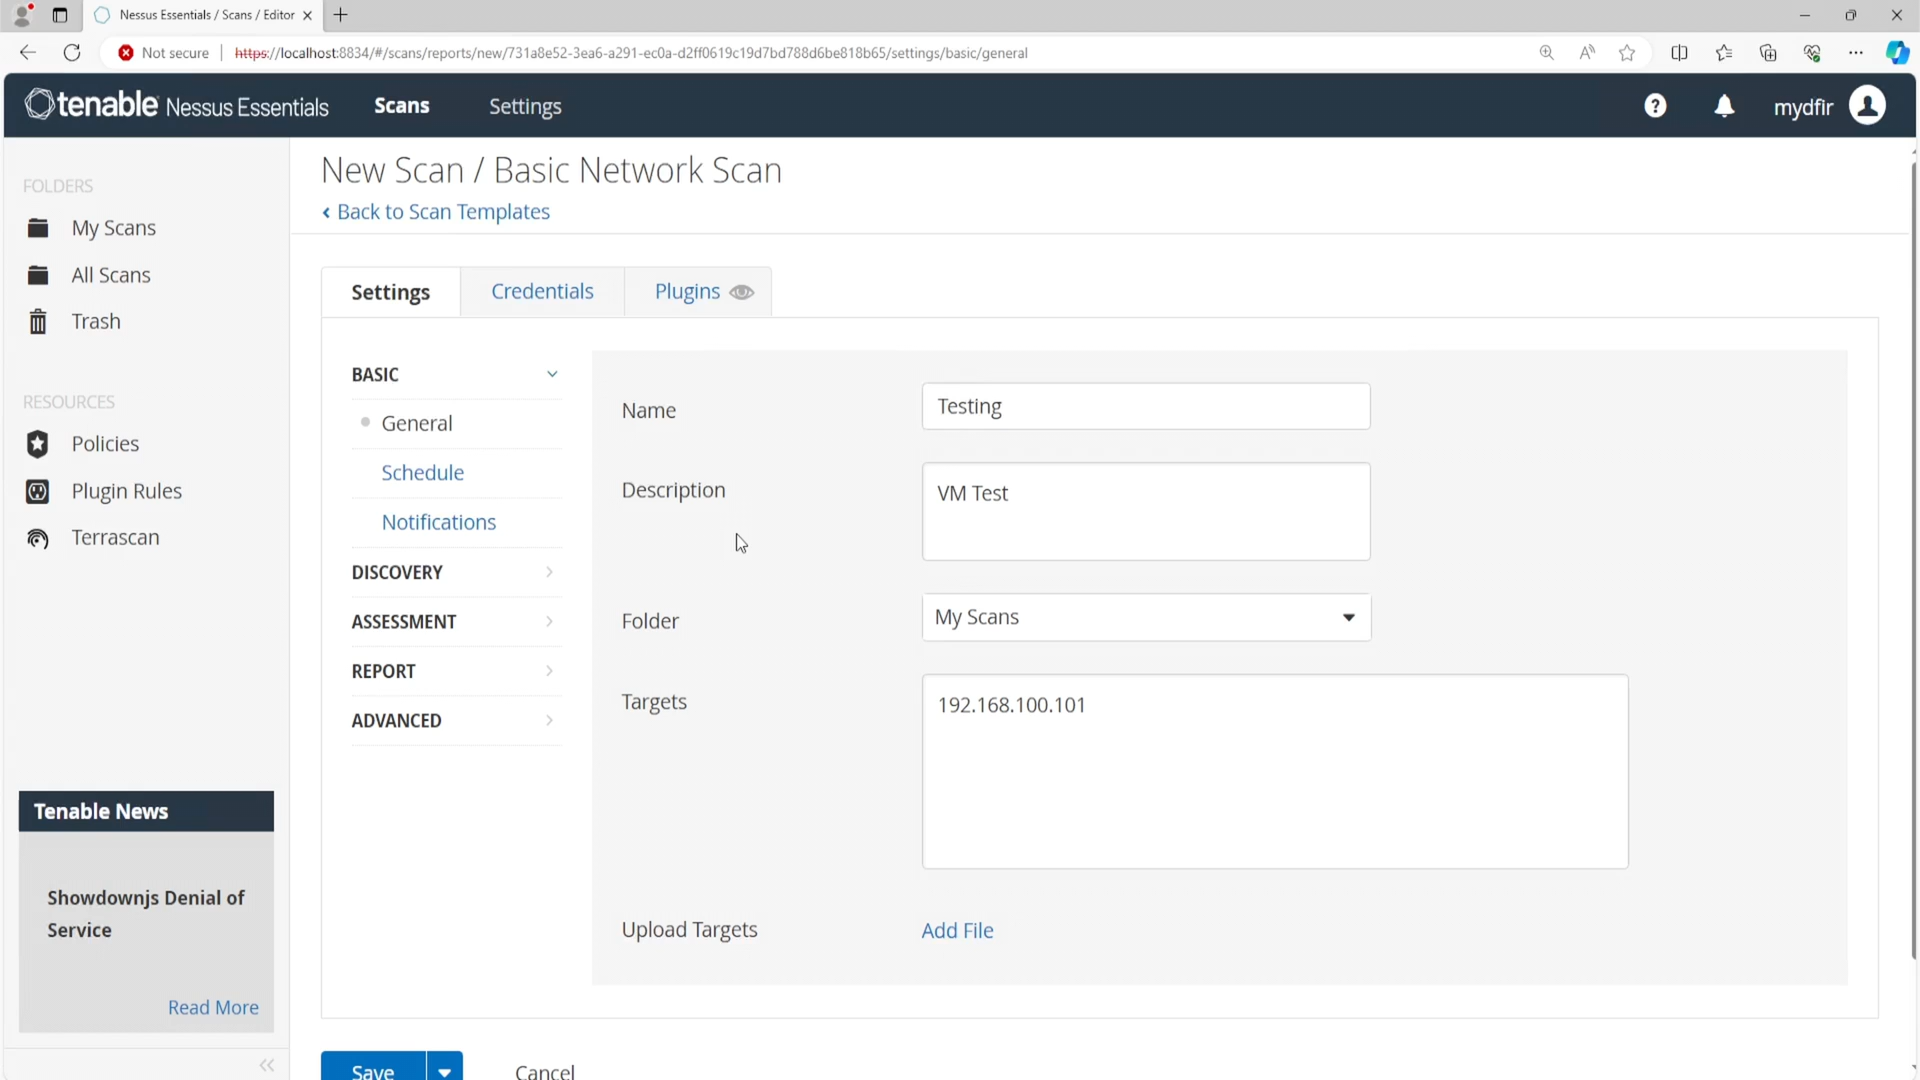 Nessus Essentials / Scans / Editor
Not secure
https://localhost:8834/#/scans/reports/new/731a8e52-3ea6-a291-ec0a-d2ff0619c19d7bd788d6be818b65/settings/basic/general
tenable Nessus Essentials
Scans
Settings
mydfir
FOLDERS
My Scans
All Scans
Trash
RESOURCES
Policies
Plugin Rules
Terrascan
Tenable News
Showdownjs Denial of
Service
Read More
New Scan / Basic Network Scan
Back to Scan Templates
Settings
Credentials
Plugins
BASIC
General
Schedule
Notifications
DISCOVERY
ASSESSMENT
REPORT
ADVANCED
Name
Testing
Description
VM Test
Folder
My Scans
Targets
192.168.100.101
Upload Targets
Add File
Save
Cancel